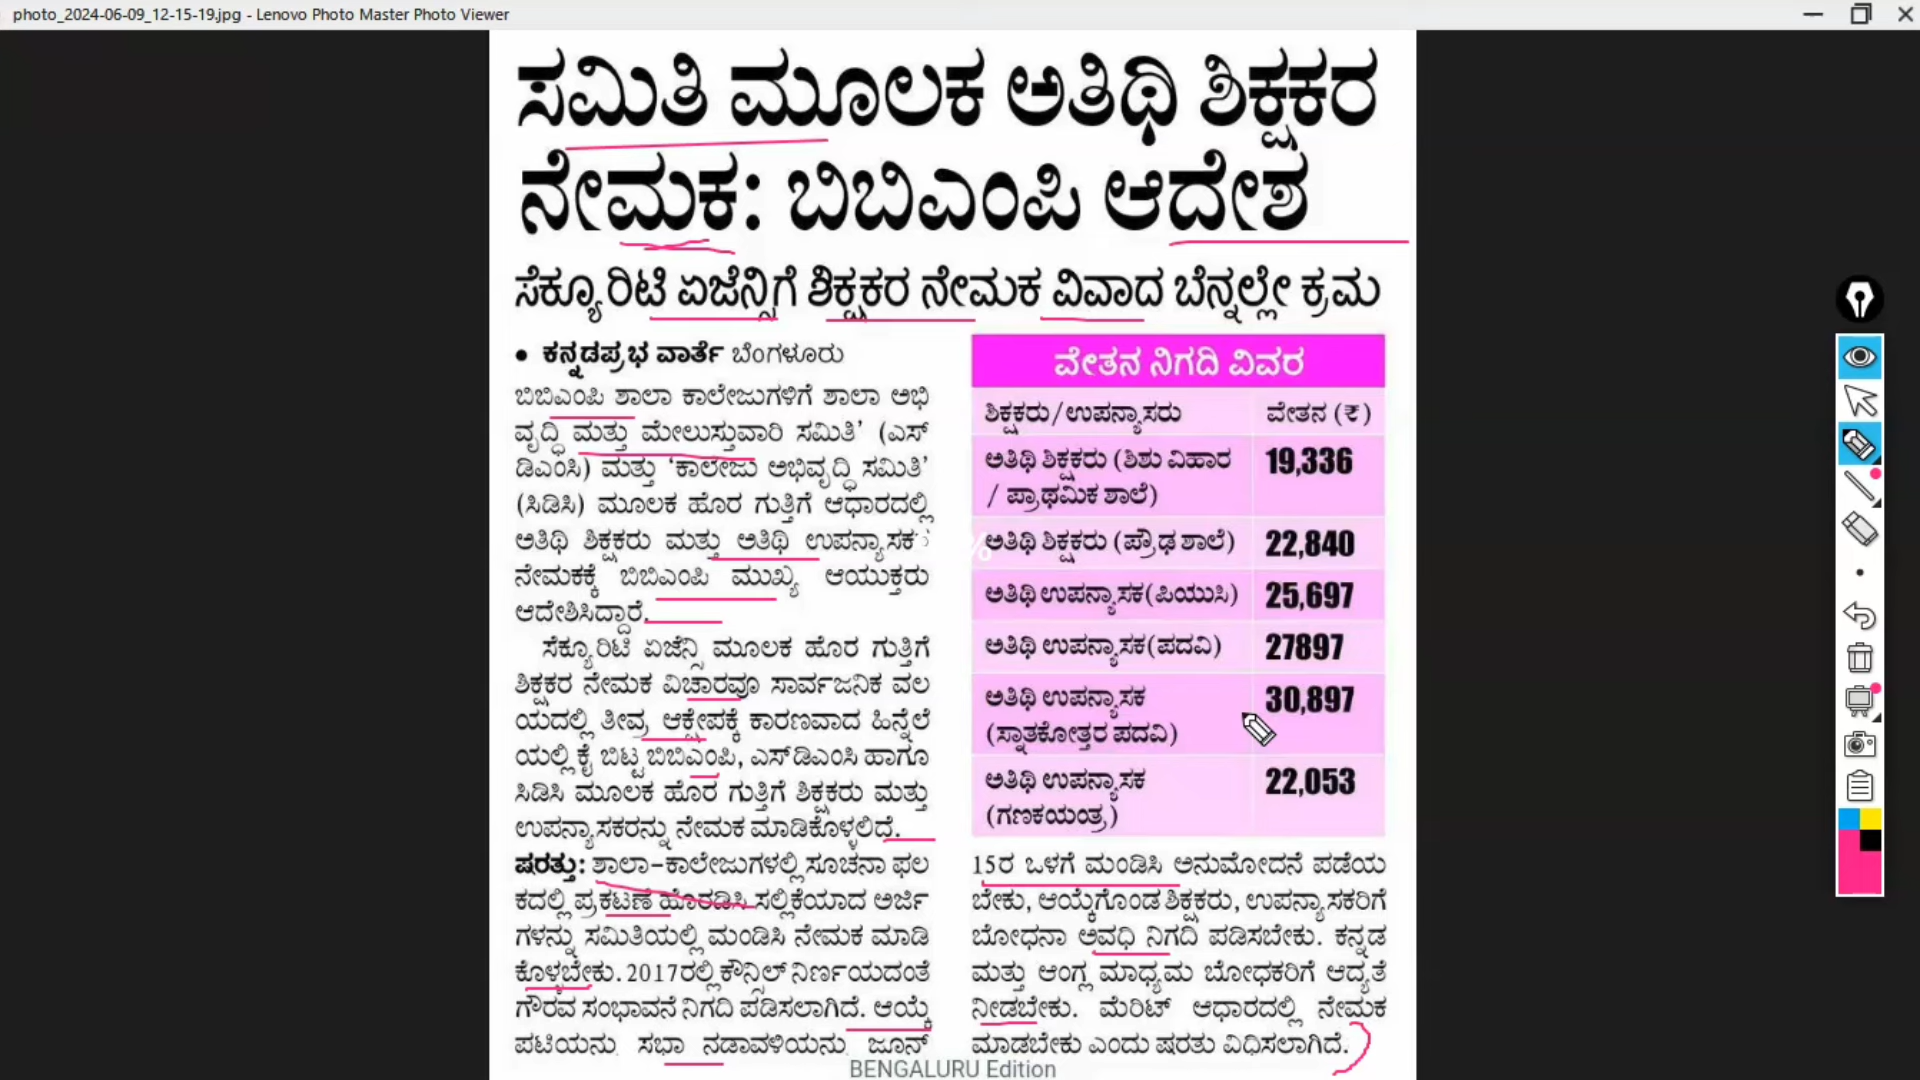 photo_2024-06-09_12-15-19.jpg - Lenovo Photo Master Photo Viewer
ಸಮಿತಿ ಮೂಲಕ ಅತಿಥಿ ಶಿಕ್ಷಕರ
ನೇಮಕ: ಬಿಬಿಎಂಪಿ ಆದೇಶ
ಸೆಕ್ಯೂರಿಟಿ ಏಜೆನ್ಸಿಗೆ ಶಿಕ್ಷಕರ ನೇಮಕ ವಿವಾದ ಬೆನ್ನಲ್ಲೇ ಕ್ರಮ
• ಕನ್ನಡಪ್ರಭ ವಾರ್ತೆ ಬೆಂಗಳೂರು
ಬಿಬಿಎಂಪಿ ಶಾಲಾ ಕಾಲೇಜುಗಳಿಗೆ ಶಾಲಾ ಅಭಿ
ವೃದ್ಧಿ ಮತ್ತು ಮೇಲುಸ್ತುವಾರಿ ಸಮಿತಿ’ (ಎಸ್
ಡಿಎಂಸಿ) ಮತ್ತು ‘ಕಾಲೇಜು ಅಭಿವೃದ್ಧಿ ಸಮಿತಿ’
(ಸಿಡಿಸಿ) ಮೂಲಕ ಹೊರ ಗುತ್ತಿಗೆ ಆಧಾರದಲ್ಲಿ
ಅತಿಥಿ ಶಿಕ್ಷಕರು ಮತ್ತು ಅತಿಥಿ ಉಪನ್ಯಾಸಕ
ನೇಮಕಕ್ಕೆ ಬಿಬಿಎಂಪಿ ಮುಖ್ಯ ಆಯುಕ್ತರು
ಆದೇಶಿಸಿದ್ದಾರೆ.
ಸೆಕ್ಯೂರಿಟಿ ಏಜೆನ್ಸಿ ಮೂಲಕ ಹೊರ ಗುತ್ತಿಗೆ
ಶಿಕ್ಷಕರ ನೇಮಕ ವಿಚಾರವೂ ಸಾರ್ವಜನಿಕ ವಲ
ಯದಲ್ಲಿ ತೀವ್ರ ಆಕ್ಷೇಪಕ್ಕೆ ಕಾರಣವಾದ ಹಿನ್ನೆಲೆ
ಯಲ್ಲಿ ಕೈ ಬಿಟ್ಟ ಬಿಬಿಎಂಪಿ, ಎಸ್‌ಡಿಎಂಸಿ ಹಾಗೂ
ಸಿಡಿಸಿ ಮೂಲಕ ಹೊರ ಗುತ್ತಿಗೆ ಶಿಕ್ಷಕರು ಮತ್ತು
ಉಪನ್ಯಾಸಕರನ್ನು ನೇಮಕ ಮಾಡಿಕೊಳ್ಳಲಿದೆ.
ಷರತ್ತು: ಶಾಲಾ-ಕಾಲೇಜುಗಳಲ್ಲಿ ಸೂಚನಾ ಫಲ
ಕದಲ್ಲಿ ಪ್ರಕಟಣೆ ಹೊರಡಿಸಿ ಸಲ್ಲಿಕೆಯಾದ ಅರ್ಜಿ
ಗಳನ್ನು ಸಮಿತಿಯಲ್ಲಿ ಮಂಡಿಸಿ ನೇಮಕ ಮಾಡಿ
ಕೊಳ್ಳಬೇಕು. 2017ರಲ್ಲಿ ಕೌನ್ಸಿಲ್ ನಿರ್ಣಯದಂತೆ
ಗೌರವ ಸಂಭಾವನೆ ನಿಗದಿ ಪಡಿಸಲಾಗಿದೆ. ಆಯ್ಕೆ
ಪಟ್ಟಿಯನ್ನು ಸಭಾ ನಡಾವಳಿಯನ್ನು ಜೂನ್
ವೇತನ ನಿಗದಿ ವಿವರ
ಶಿಕ್ಷಕರು/ಉಪನ್ಯಾಸರು ವೇತನ (₹)
ಅತಿಥಿ ಶಿಕ್ಷಕರು (ಶಿಶು ವಿಹಾರ 19,336
/ ಪ್ರಾಥಮಿಕ ಶಾಲೆ)
ಅತಿಥಿ ಶಿಕ್ಷಕರು (ಪ್ರೌಢ ಶಾಲೆ) 22,840
ಅತಿಥಿ ಉಪನ್ಯಾಸಕ(ಪಿಯುಸಿ) 25,697
ಅತಿಥಿ ಉಪನ್ಯಾಸಕ(ಪದವಿ) 27897
ಅತಿಥಿ ಉಪನ್ಯಾಸಕ 30,897
(ಸ್ನಾತಕೋತ್ತರ ಪದವಿ)
ಅತಿಥಿ ಉಪನ್ಯಾಸಕ 22,053
(ಗಣಕಯಂತ್ರ)
15ರ ಒಳಗೆ ಮಂಡಿಸಿ ಅನುಮೋದನೆ ಪಡೆಯ
ಬೇಕು, ಆಯ್ಕೆಗೊಂಡ ಶಿಕ್ಷಕರು, ಉಪನ್ಯಾಸಕರಿಗೆ
ಬೋಧನಾ ಅವಧಿ ನಿಗದಿ ಪಡಿಸಬೇಕು. ಕನ್ನಡ
ಮತ್ತು ಆಂಗ್ಲ ಮಾಧ್ಯಮ ಬೋಧಕರಿಗೆ ಆದ್ಯತೆ
ನೀಡಬೇಕು. ಮೆರಿಟ್ ಆಧಾರದಲ್ಲಿ ನೇಮಕ
ಮಾಡಬೇಕು ಎಂದು ಷರತು ವಿಧಿಸಲಾಗಿದೆ.
BENGALURU Edition